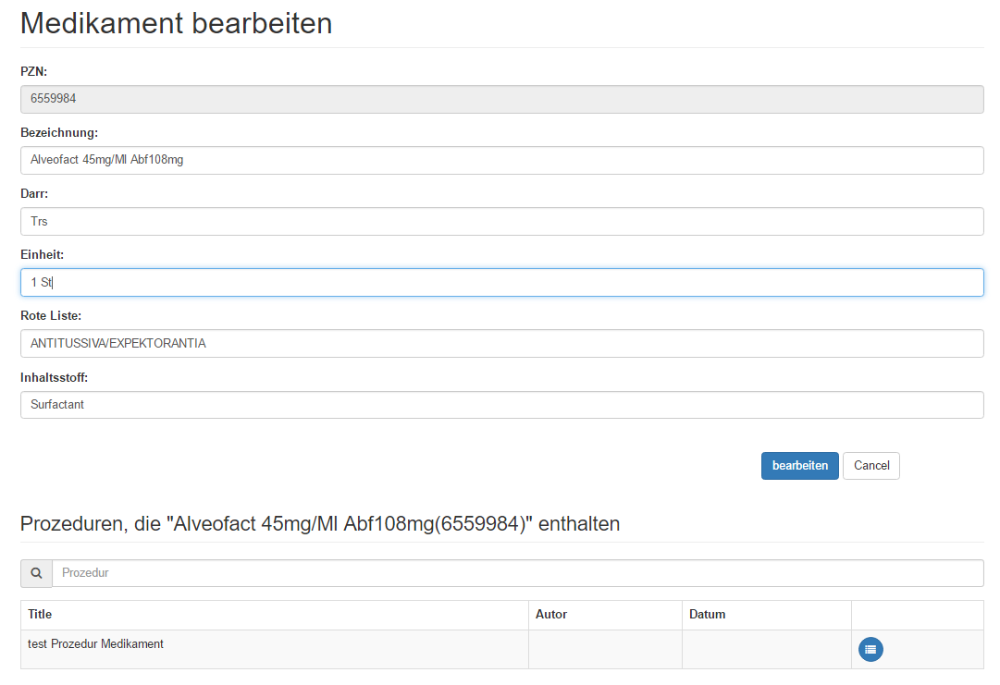 Medikament bearbeiten
PZN:
6559984
Bezeichnung:
Alveofact 45mg/Ml Abf108mg
Darr:
Trs
Einheit:
1 St
Rote Liste:
ANTITUSSIVA/EXPEKTORANTIA
Inhaltsstoff:
Surfactant
bearbeiten Cancel
Prozeduren, die "Alveofact 45mg/Ml Abf108mg(6559984)" enthalten
Prozedur
Title Autor Datum
test Prozedur Medikament